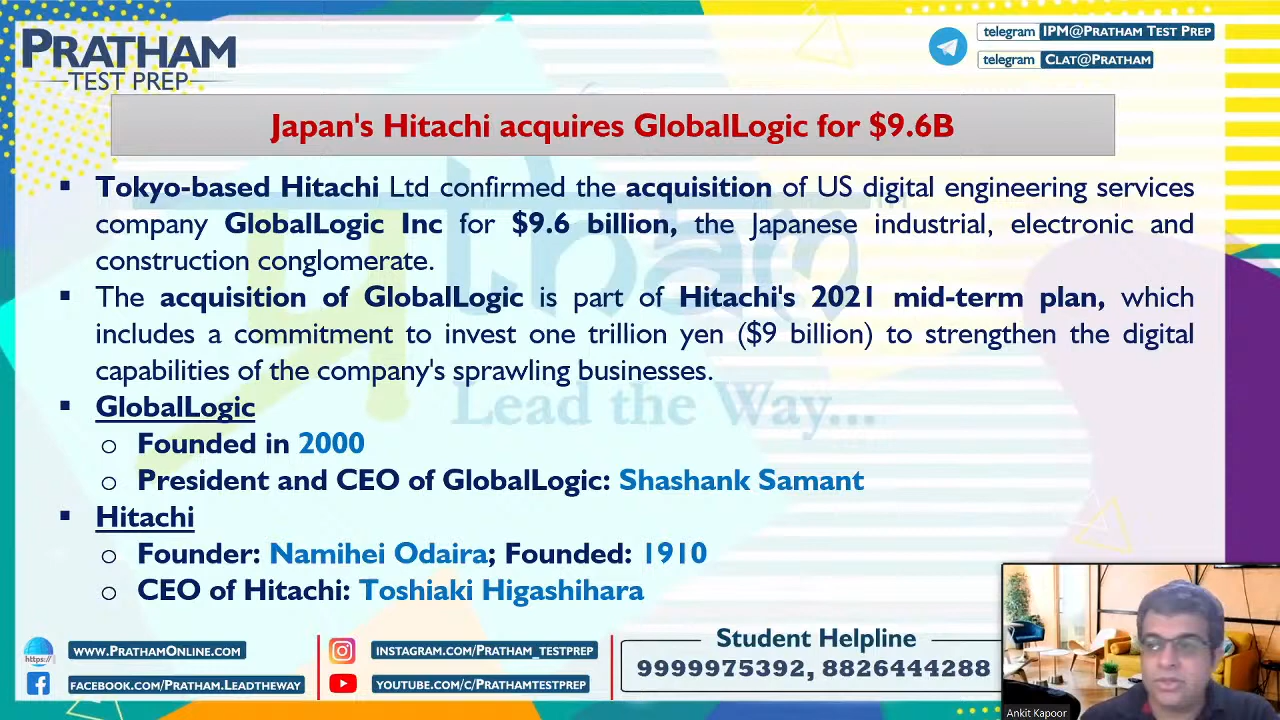 PRATHAM
TEST PREP
telegram IPM@PRATHAM TEST PREP
telegram CLAT@PRATHAM
Japan's Hitachi acquires GlobalLogic for $9.6B
▪ Tokyo-based Hitachi Ltd confirmed the acquisition of US digital engineering services
company GlobalLogic Inc for $9.6 billion, the Japanese industrial, electronic and
construction conglomerate.
▪ The acquisition of GlobalLogic is part of Hitachi's 2021 mid-term plan, which
includes a commitment to invest one trillion yen ($9 billion) to strengthen the digital
capabilities of the company's sprawling businesses.
Lead the Way...
▪ GlobalLogic
o Founded in 2000
o President and CEO of GlobalLogic: Shashank Samant
▪ Hitachi
o Founder: Namihei Odaira; Founded: 1910
o CEO of Hitachi: Toshiaki Higashihara
https://
WWW.PRATHAMONLINE.COM
FACEBOOK.COM/PRATHAM.LEADTHEWAY
INSTAGRAM.COM/PRATHAM_TESTPREP
YOUTUBE.COM/C/PRATHAMTESTPREP
Student Helpline
9999975392, 8826444288
Ankit Kapoor